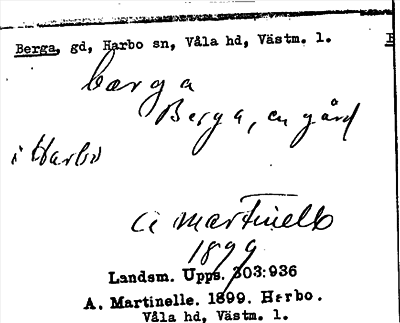 Berga, gd, Harbo sn, Våla hd, Västm. l.
bærga
Berga, en gård
i Harbo
A Martinelle
1899
Landsm. Upps. 303:936
A. Martinelle. 1899. Harbo.
Våla hd, Västm. l.